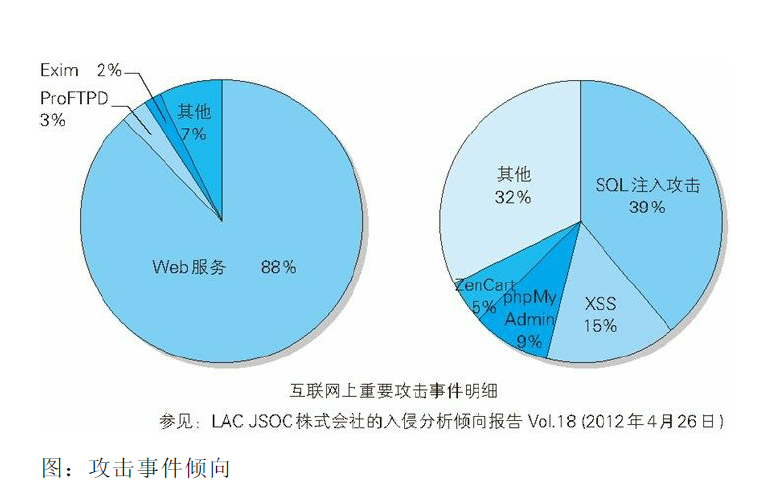 Exim 2%
ProFTPD
3%
其他
7%
Web服务 88%
其他
32%
SQL注入攻击
39%
ZenCart
5%
phpMy
Admin
9%
XSS
15%
互联网上重要攻击事件明细
参见：LAC JSOC株式会社的入侵分析倾向报告 Vol.18 (2012年4月26日)
图：攻击事件倾向